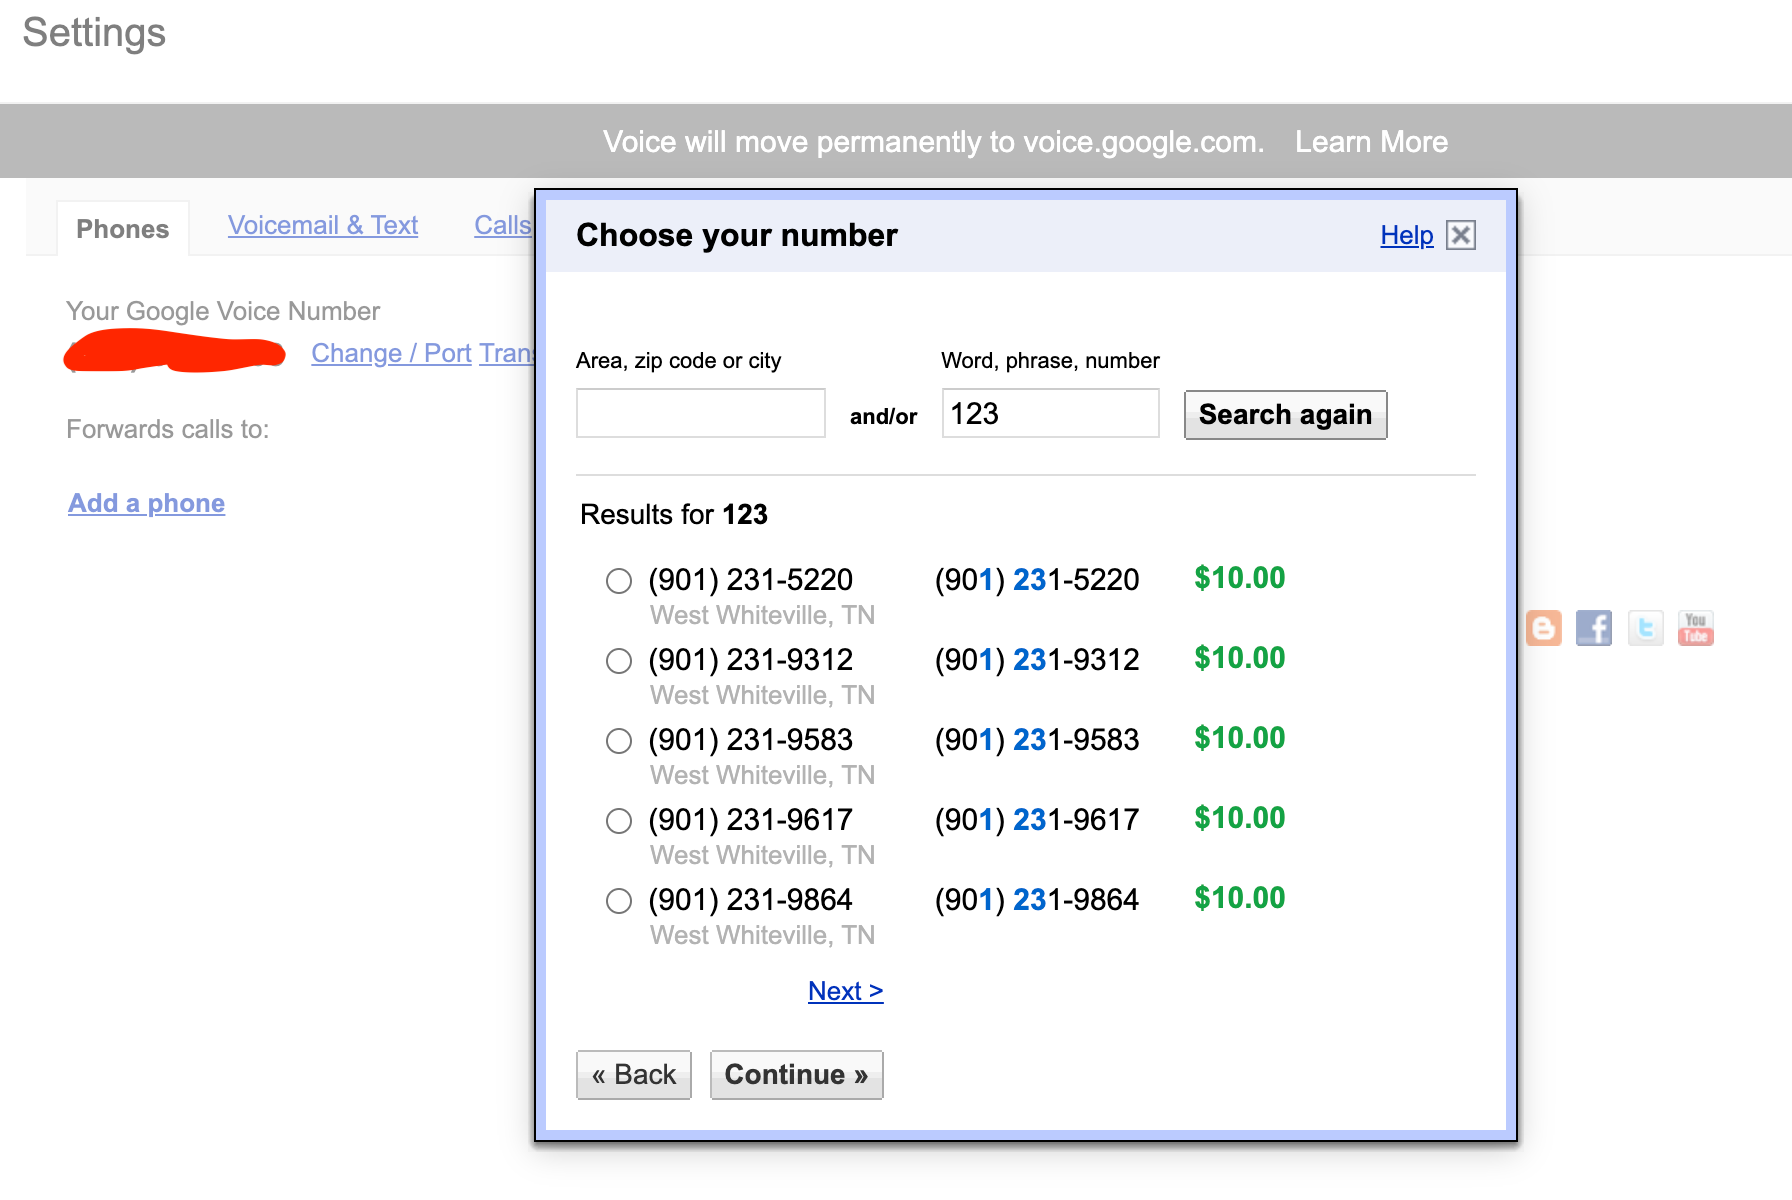 Settings
Voice will move permanently to voice.google.com. Learn More
Phones Voicemail & Text Calls
Choose your number Help
Your Google Voice Number
Change / Port Trans
Forwards calls to:
Add a phone
Area, zip code or city Word, phrase, number
and/or 123 Search again
Results for 123
(901) 231-5220 (901) 231-5220 $10.00
West Whiteville, TN
(901) 231-9312 (901) 231-9312 $10.00
West Whiteville, TN
(901) 231-9583 (901) 231-9583 $10.00
West Whiteville, TN
(901) 231-9617 (901) 231-9617 $10.00
West Whiteville, TN
(901) 231-9864 (901) 231-9864 $10.00
West Whiteville, TN
Next >
« Back Continue »
You
Tube